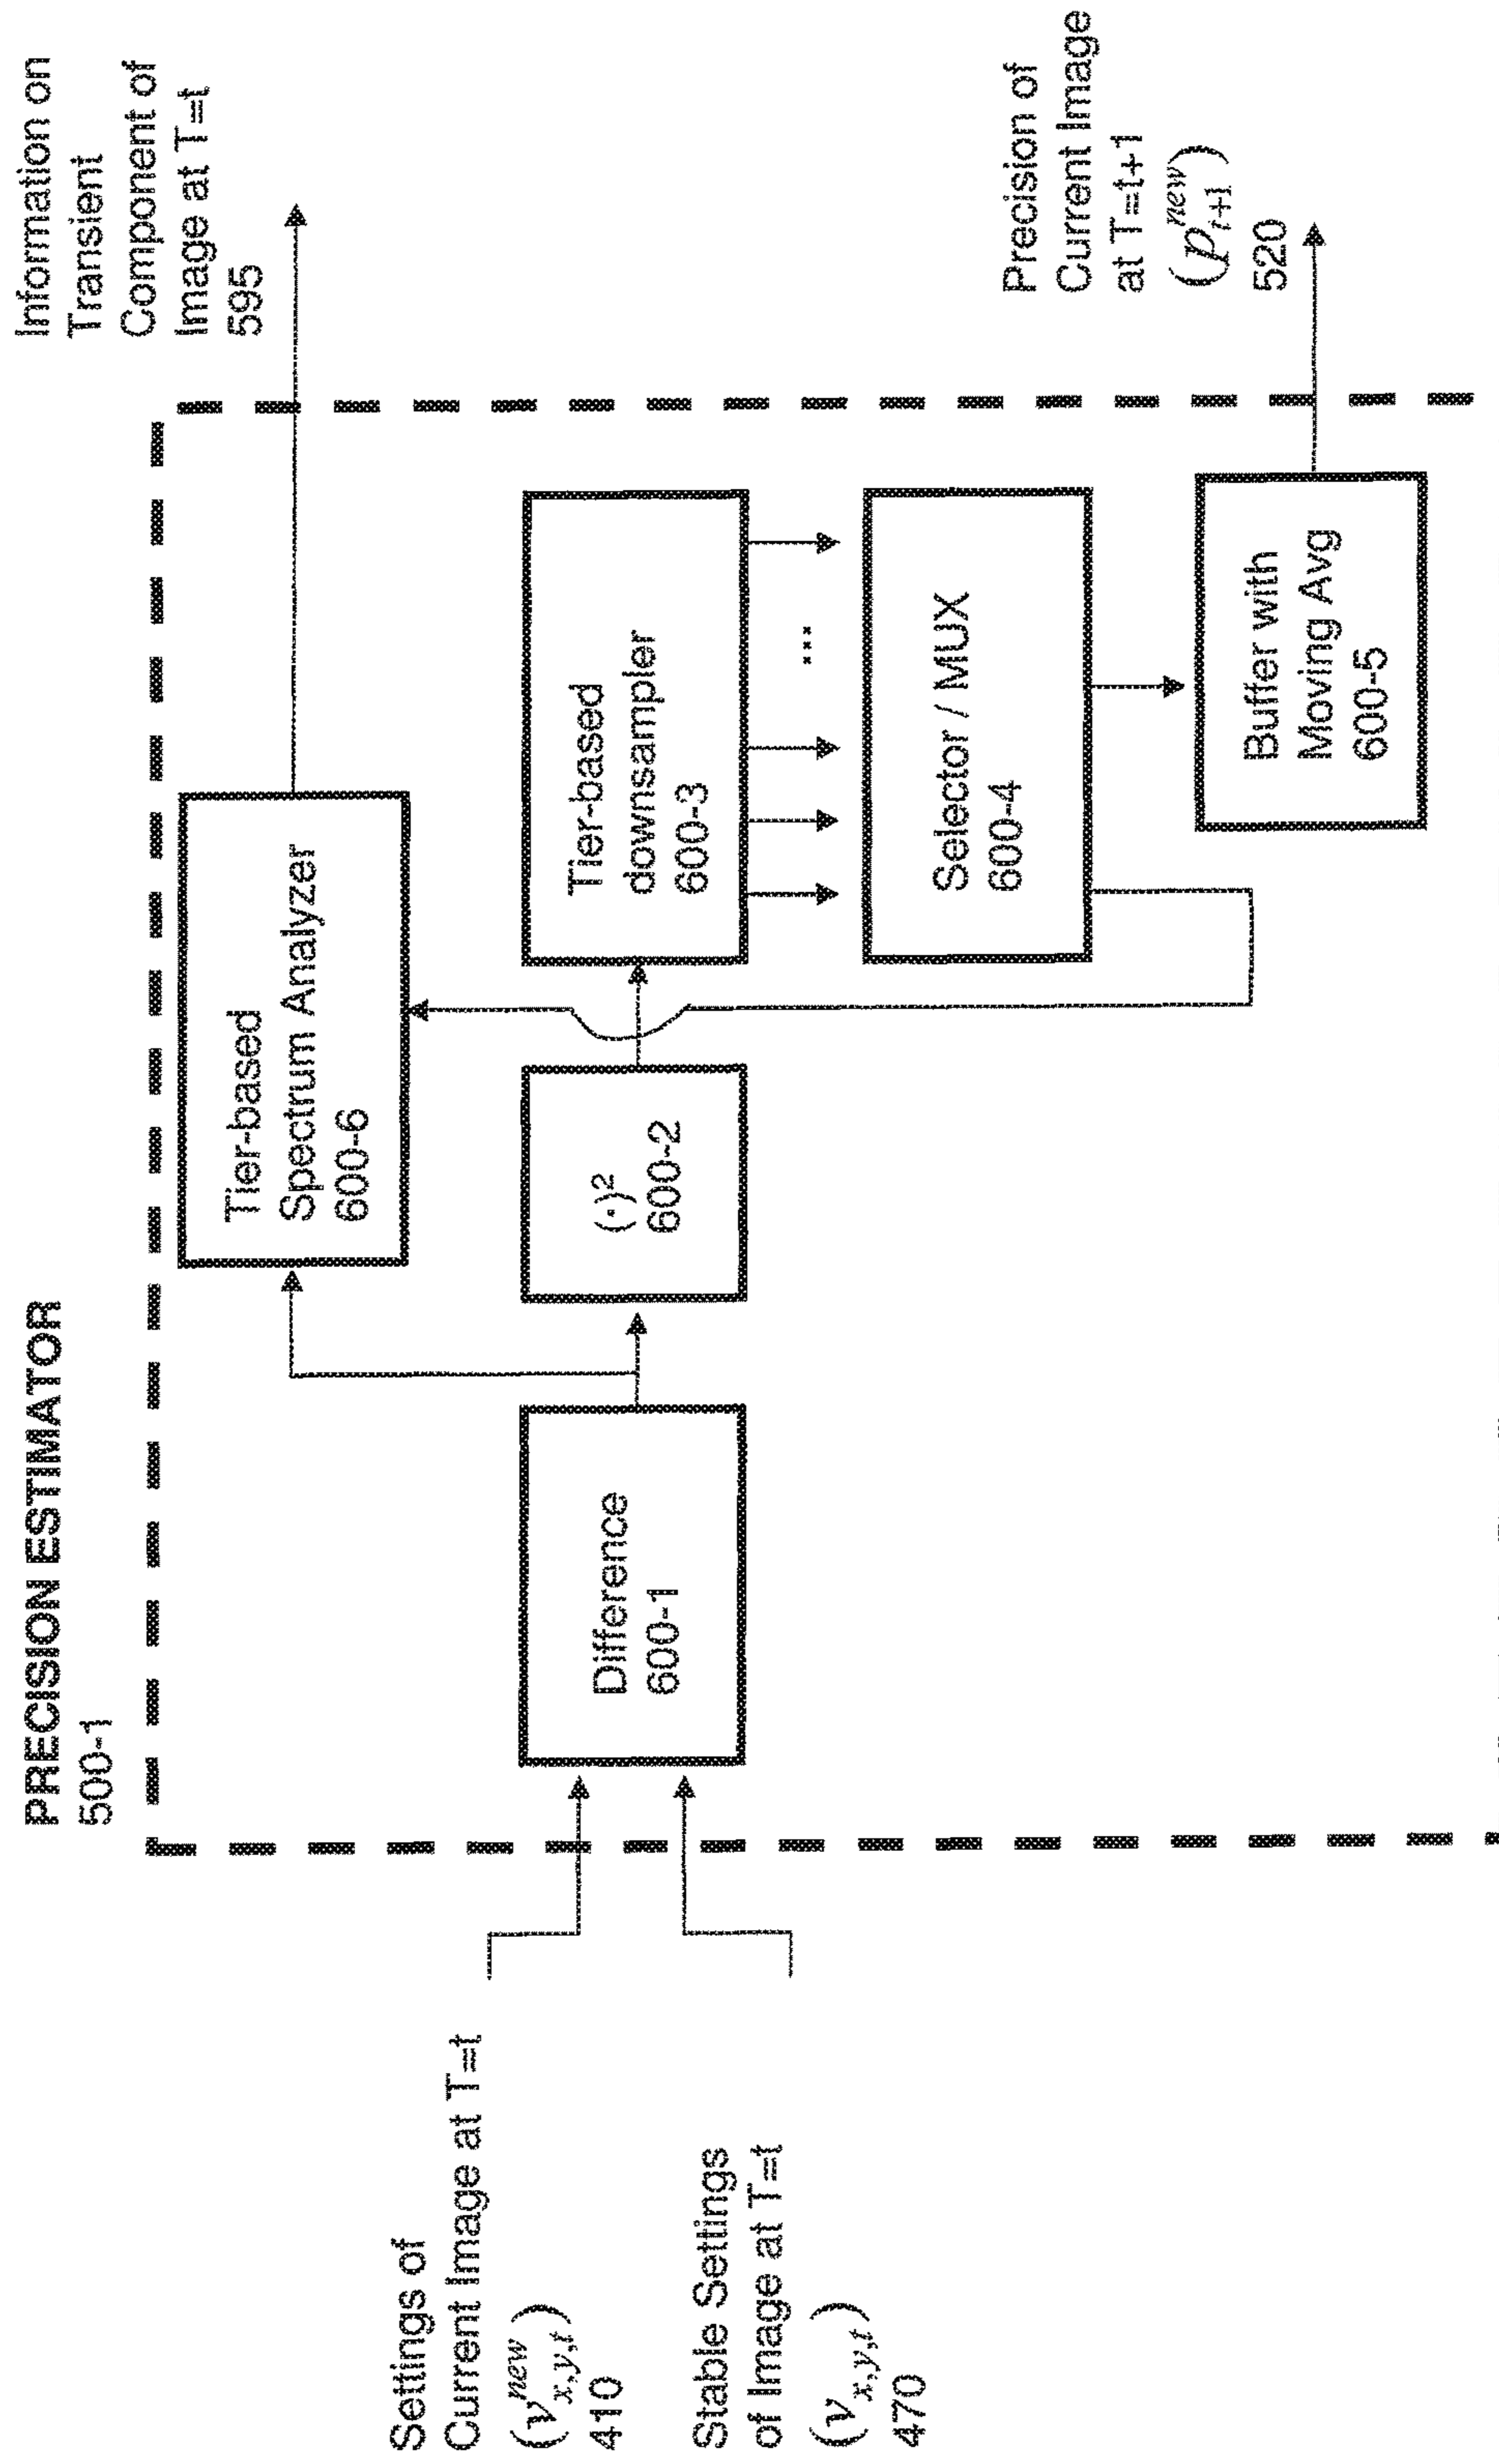 PRECISION ESTIMATOR
500-1
Information on
Transient
Component of
Image at T=t
595
Tier-based
Spectrum Analyzer
600-6
Settings of
Current Image at T=t
(v^{new}_{x,y,t})
410
Stable Settings
of Image at T=t
(v_{x,y,t})
470
Difference
600-1
(·)²
600-2
Tier-based
downsampler
600-3
...
Selector / MUX
600-4
Buffer with
Moving Avg
600-5
Precision of
Current Image
at T=t+1
(p^{new}_{t+1})
520